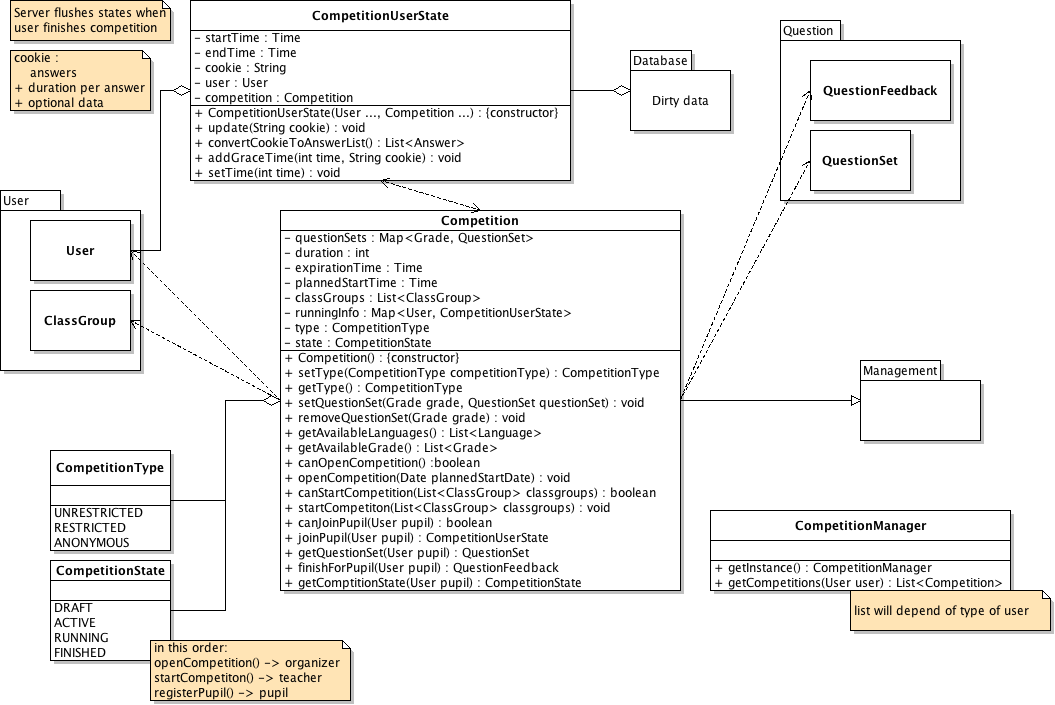 Server flushes states when
user finishes competition
cookie :
answers
+ duration per answer
+ optional data
CompetitionUserState
− startTime : Time
− endTime : Time
− cookie : String
− user : User
− competition : Competition
+ CompetitionUserState(User ..., Competition ...) : {constructor}
+ update(String cookie) : void
+ convertCookieToAnswerList() : List<Answer>
+ addGraceTime(int time, String cookie) : void
+ setTime(int time) : void
Database
Dirty data
Question
QuestionFeedback
QuestionSet
User
User
ClassGroup
Competition
− questionSets : Map<Grade, QuestionSet>
− duration : int
− expirationTime : Time
− plannedStartTime : Time
− classGroups : List<ClassGroup>
− runningInfo : Map<User, CompetitionUserState>
− type : CompetitionType
− state : CompetitionState
+ Competition() : {constructor}
+ setType(CompetitionType competitionType) : CompetitionType
+ getType() : CompetitionType
+ setQuestionSet(Grade grade, QuestionSet questionSet) : void
+ removeQuestionSet(Grade grade) : void
+ getAvailableLanguages() : List<Language>
+ getAvailableGrade() : List<Grade>
+ canOpenCompetition() :boolean
+ openCompetition(Date plannedStartDate) : void
+ canStartCompetition(List<ClassGroup> classgroups) : boolean
+ startCompetiton(List<ClassGroup> classgroups) : void
+ canJoinPupil(User pupil) : boolean
+ joinPupil(User pupil) : CompetitionUserState
+ getQuestionSet(User pupil) : QuestionSet
+ finishForPupil(User pupil) : QuestionFeedback
+ getComptitionState(User pupil) : CompetitionState
Management
CompetitionType
UNRESTRICTED
RESTRICTED
ANONYMOUS
CompetitionState
DRAFT
ACTIVE
RUNNING
FINISHED
in this order:
openCompetition() −> organizer
startCompetiton() −> teacher
registerPupil() −> pupil
CompetitionManager
+ getInstance() : CompetitionManager
+ getCompetitions(User user) : List<Competition>
list will depend of type of user